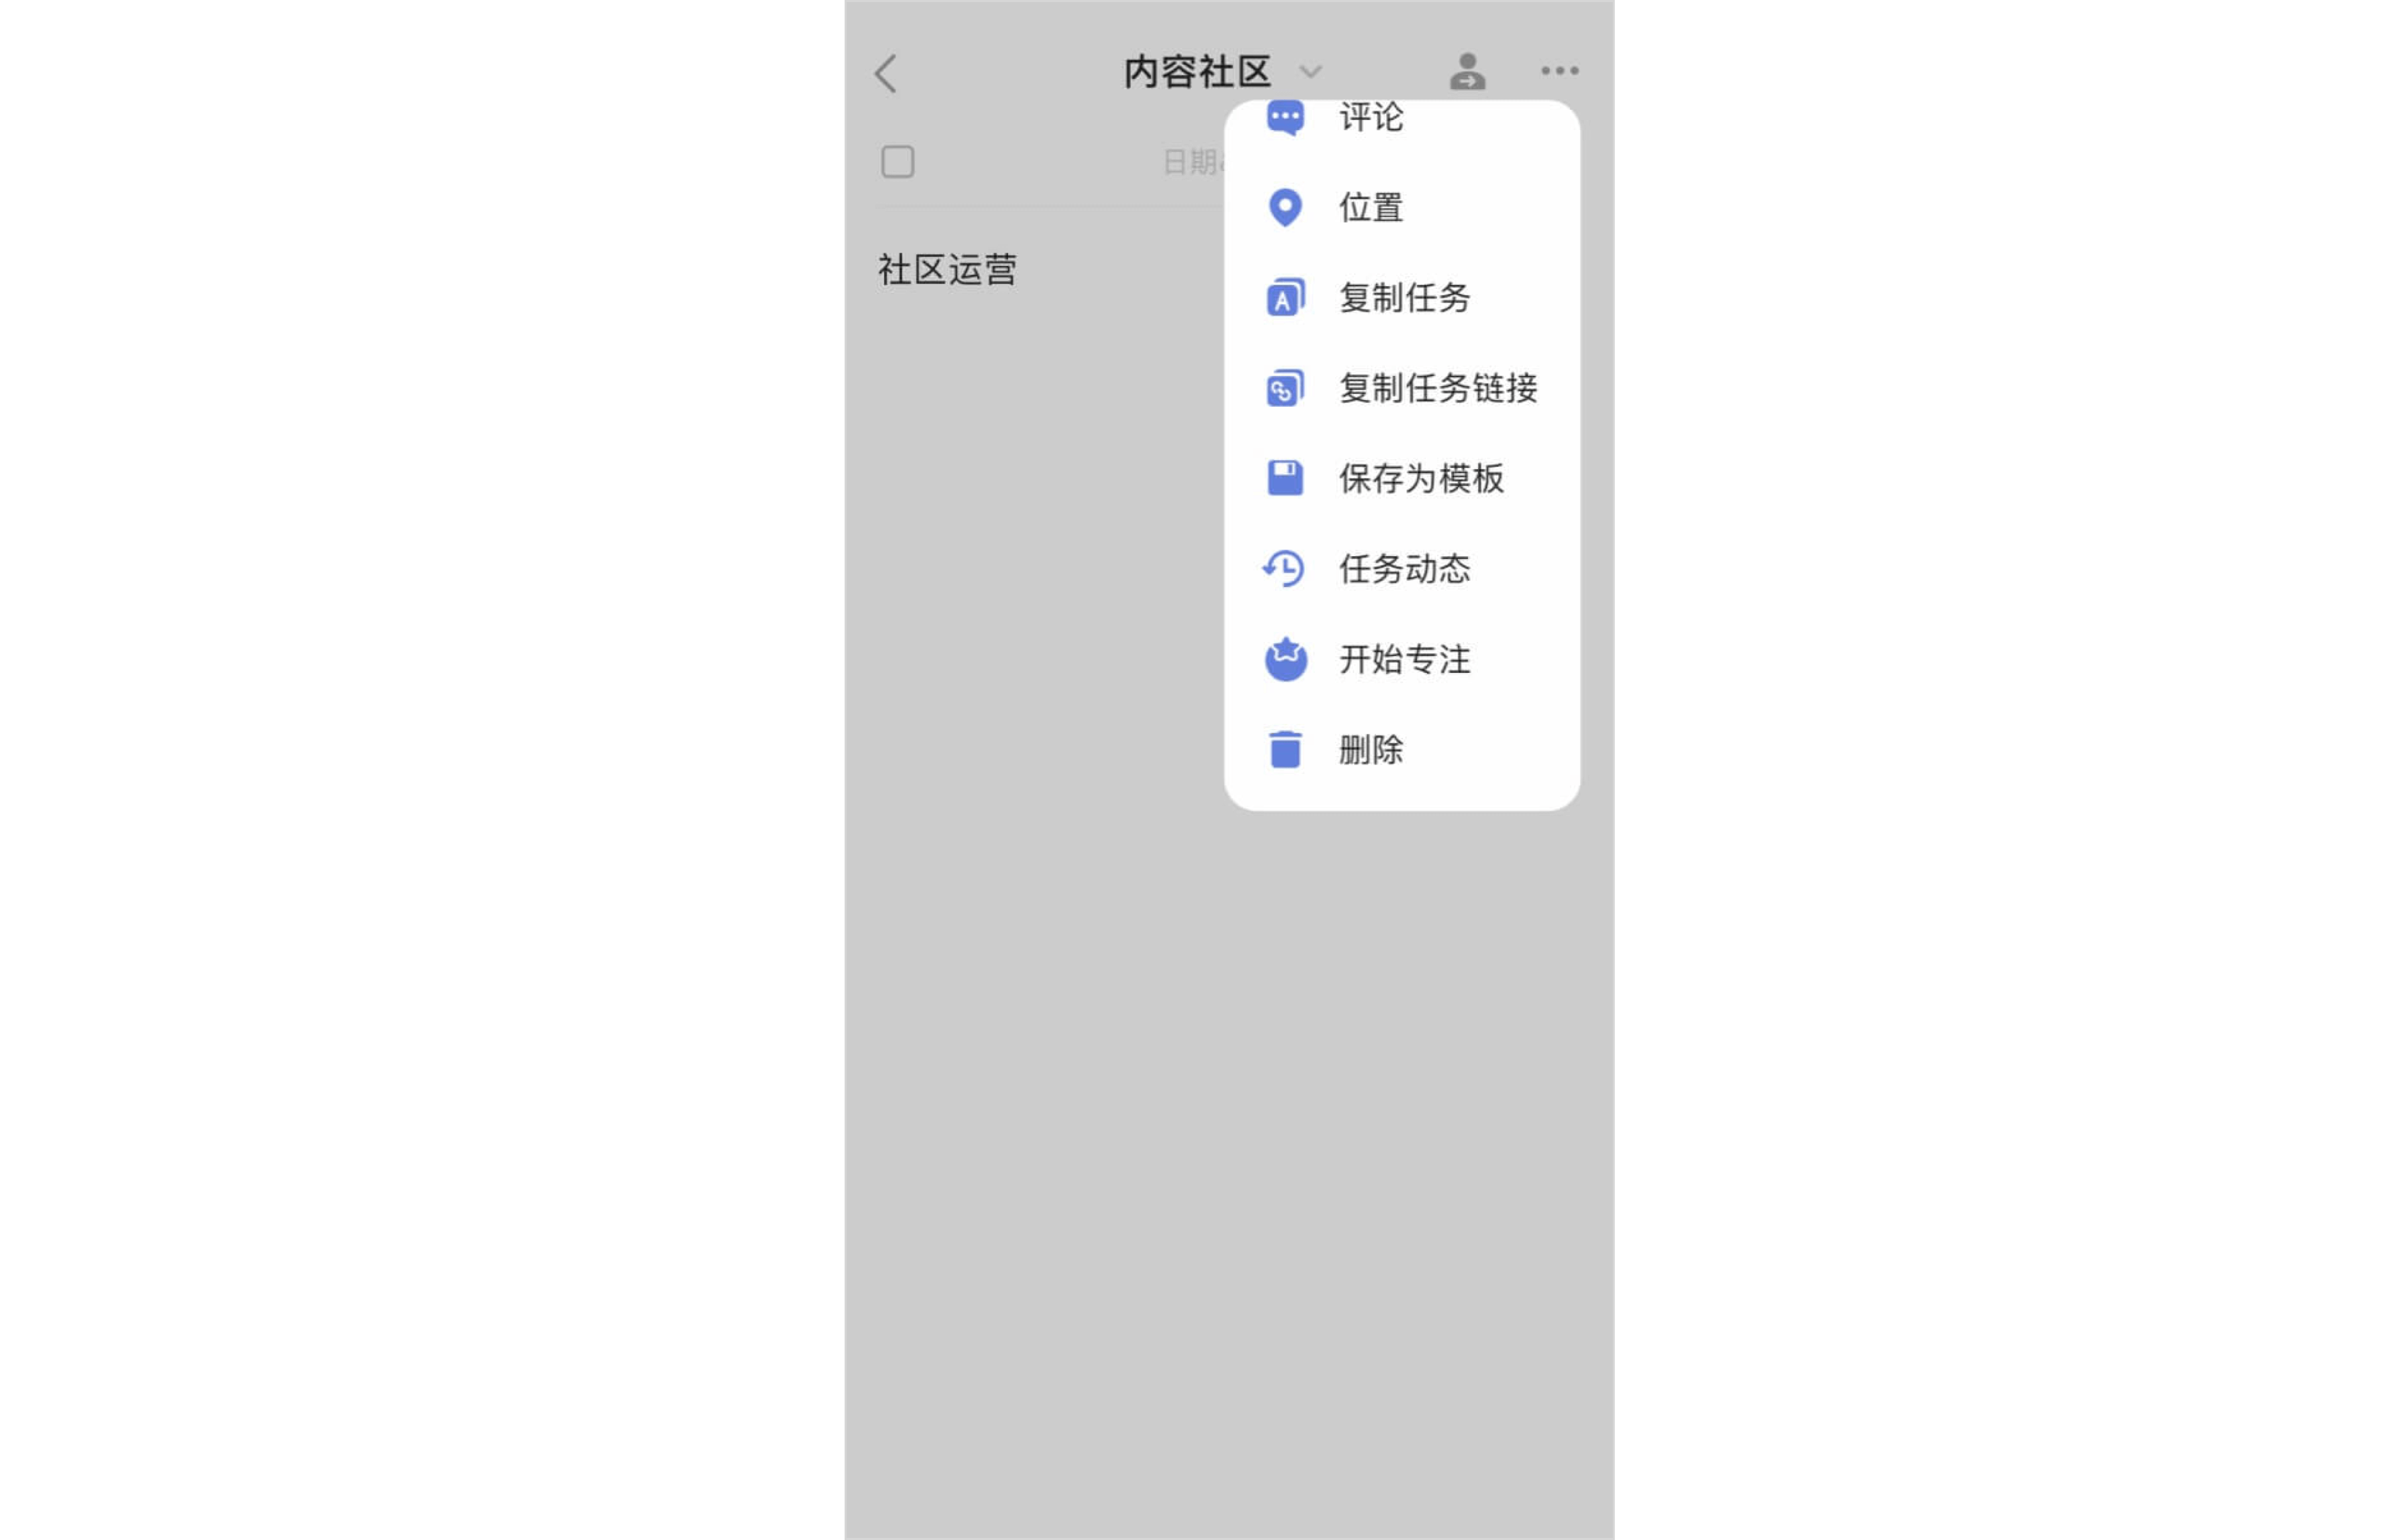 内容社区
评论
日期
位置
社区运营
复制任务
复制任务链接
保存为模板
任务动态
开始专注
删除